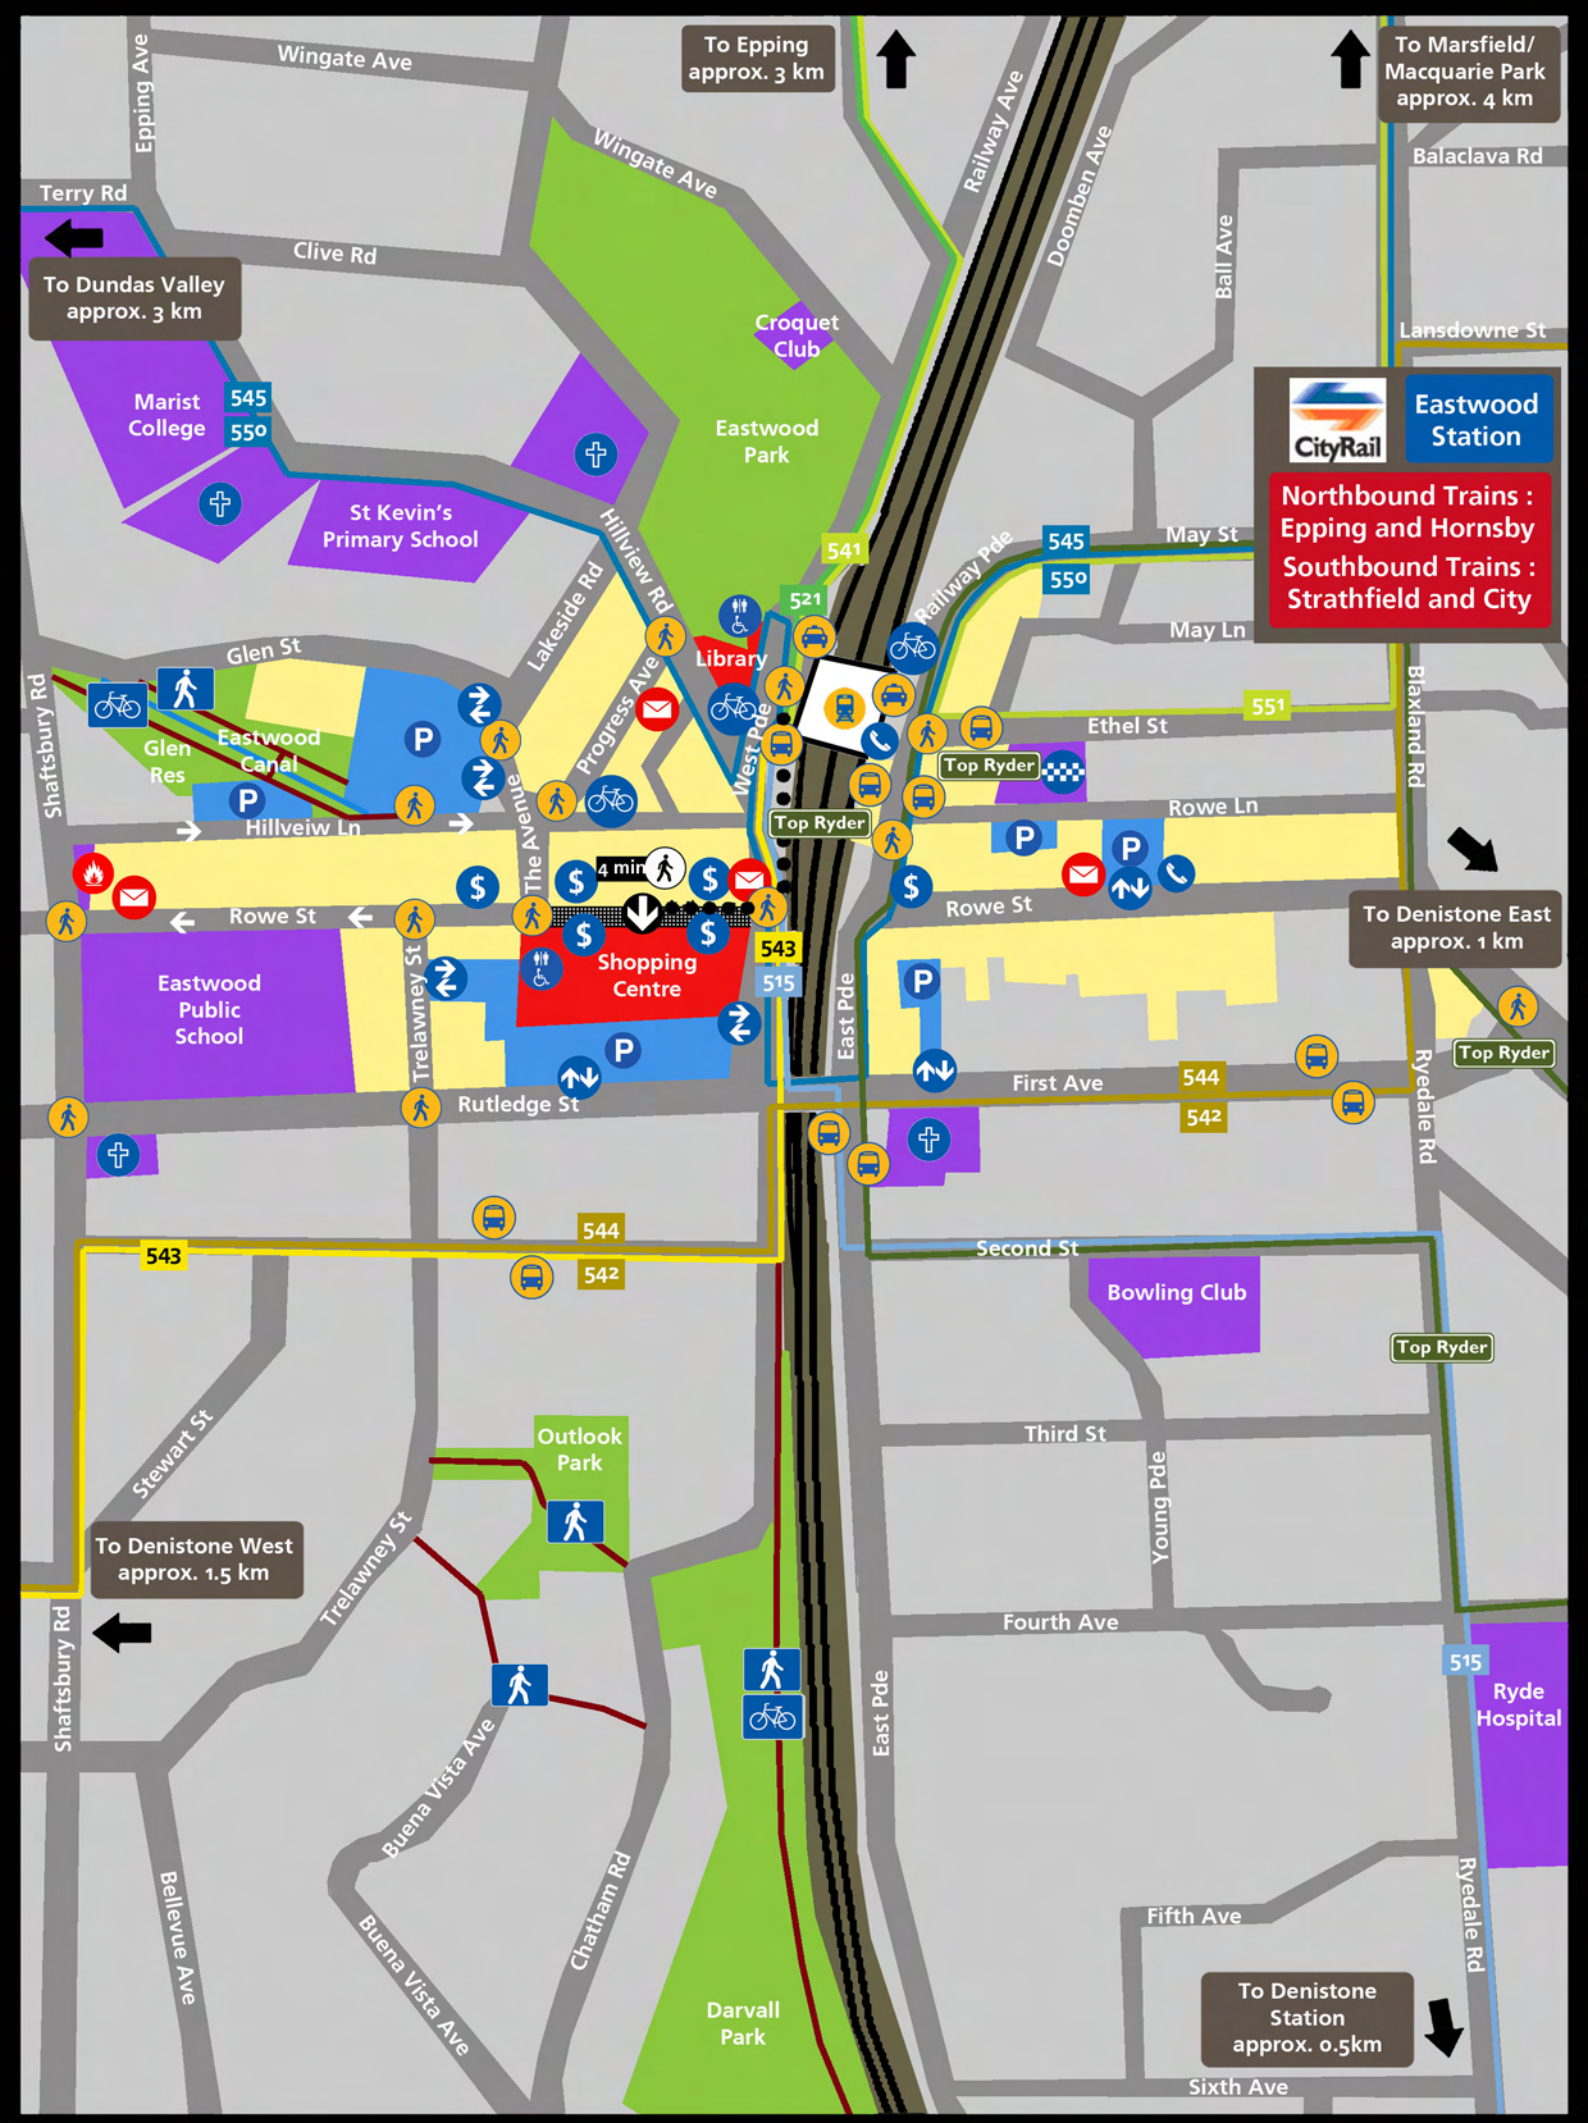 To Epping
approx. 3 km
To Marsfield/
Macquarie Park
approx. 4 km
Epping Ave
Wingate Ave
Wingate Ave
Railway Ave
Doomben Ave
Balaclava Rd
Terry Rd
Clive Rd
Ball Ave
To Dundas Valley
approx. 3 km
Croquet
Club
Lansdowne St
Marist
College
545
550
Eastwood
Park
CityRail
Eastwood
Station
Northbound Trains :
Epping and Hornsby
Southbound Trains :
Strathfield and City
St Kevin's
Primary School
Hillview Rd
541
Railway Pde
545
550
May St
Lakeside Rd
521
May Ln
Glen St
Library
Progress Ave
Shaftsbury Rd
West Pde
551
Ethel St
Blaxland Rd
Glen
Res
Eastwood
Canal
P
P
Top Ryder
Rowe Ln
Hillveiw Ln
The Avenue
Top Ryder
P
P
4 min
$
$
$
$
$
$
Rowe St
Rowe St
To Denistone East
approx. 1 km
543
515
Eastwood
Public
School
Trelawney St
Shopping
Centre
P
P
East Pde
Top Ryder
First Ave
544
542
Rutledge St
Ryedale Rd
544
542
543
Second St
Bowling Club
Top Ryder
Stewart St
Outlook
Park
Third St
Young Pde
To Denistone West
approx. 1.5 km
Trelawney St
Shaftsbury Rd
Fourth Ave
515
Ryde
Hospital
East Pde
Buena Vista Ave
Bellevue Ave
Chatham Rd
Buena Vista Ave
Fifth Ave
Ryedale Rd
Darvall
Park
To Denistone
Station
approx. 0.5km
Sixth Ave